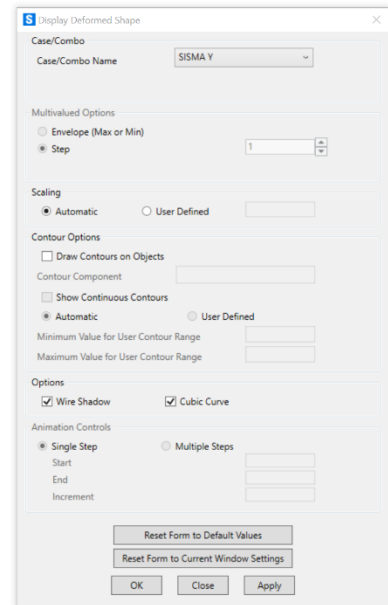 S Display Deformed Shape
Case/Combo
Case/Combo Name SISMA Y
Multivalued Options
Envelope (Max or Min)
Step 1
Scaling
Automatic User Defined
Contour Options
Draw Contours on Objects
Contour Component
Show Continuous Contours
Automatic User Defined
Minimum Value for User Contour Range
Maximum Value for User Contour Range
Options
Wire Shadow Cubic Curve
Animation Controls
Single Step Multiple Steps
Start
End
Increment
Reset Form to Default Values
Reset Form to Current Window Settings
OK Close Apply